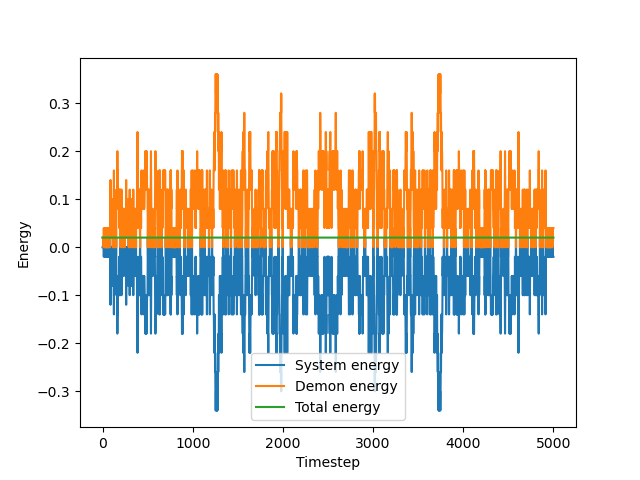 0.3
0.2
0.1
0.0
−0.1
−0.2
−0.3
Energy
System energy
Demon energy
Total energy
0 1000 2000 3000 4000 5000
Timestep